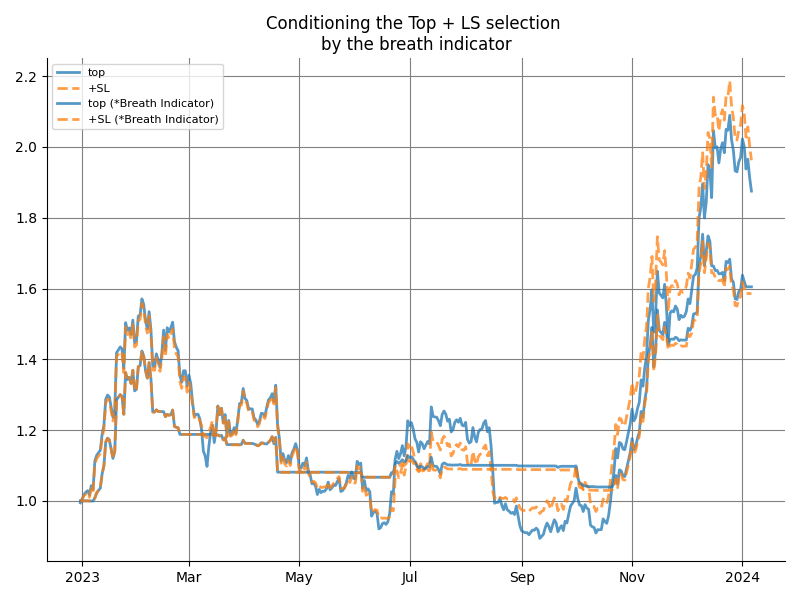 Conditioning the Top + LS selection
by the breath indicator
top
+SL
top (*Breath Indicator)
+SL (*Breath Indicator)
2.2
2.0
1.8
1.6
1.4
1.2
1.0
2023 Mar May Jul Sep Nov 2024